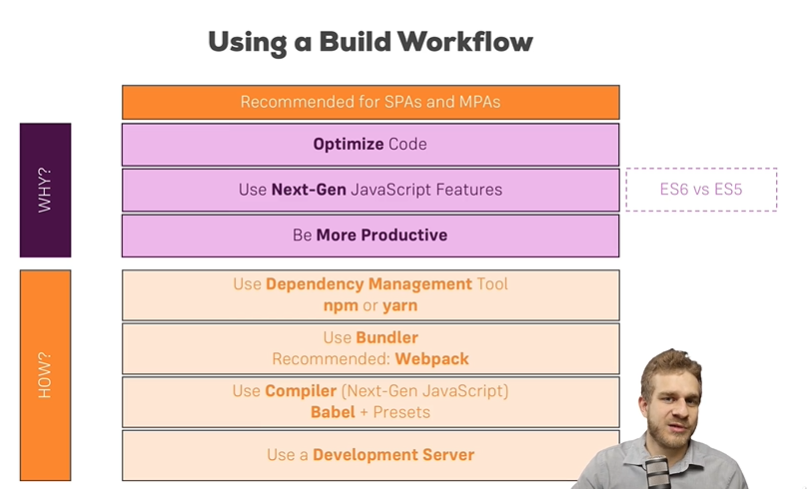 Using a Build Workflow
Recommended for SPAs and MPAs
WHY?
Optimize Code
Use Next-Gen JavaScript Features
ES6 vs ES5
Be More Productive
HOW?
Use Dependency Management Tool
npm or yarn
Use Bundler
Recommended: Webpack
Use Compiler (Next-Gen JavaScript)
Babel + Presets
Use a Development Server